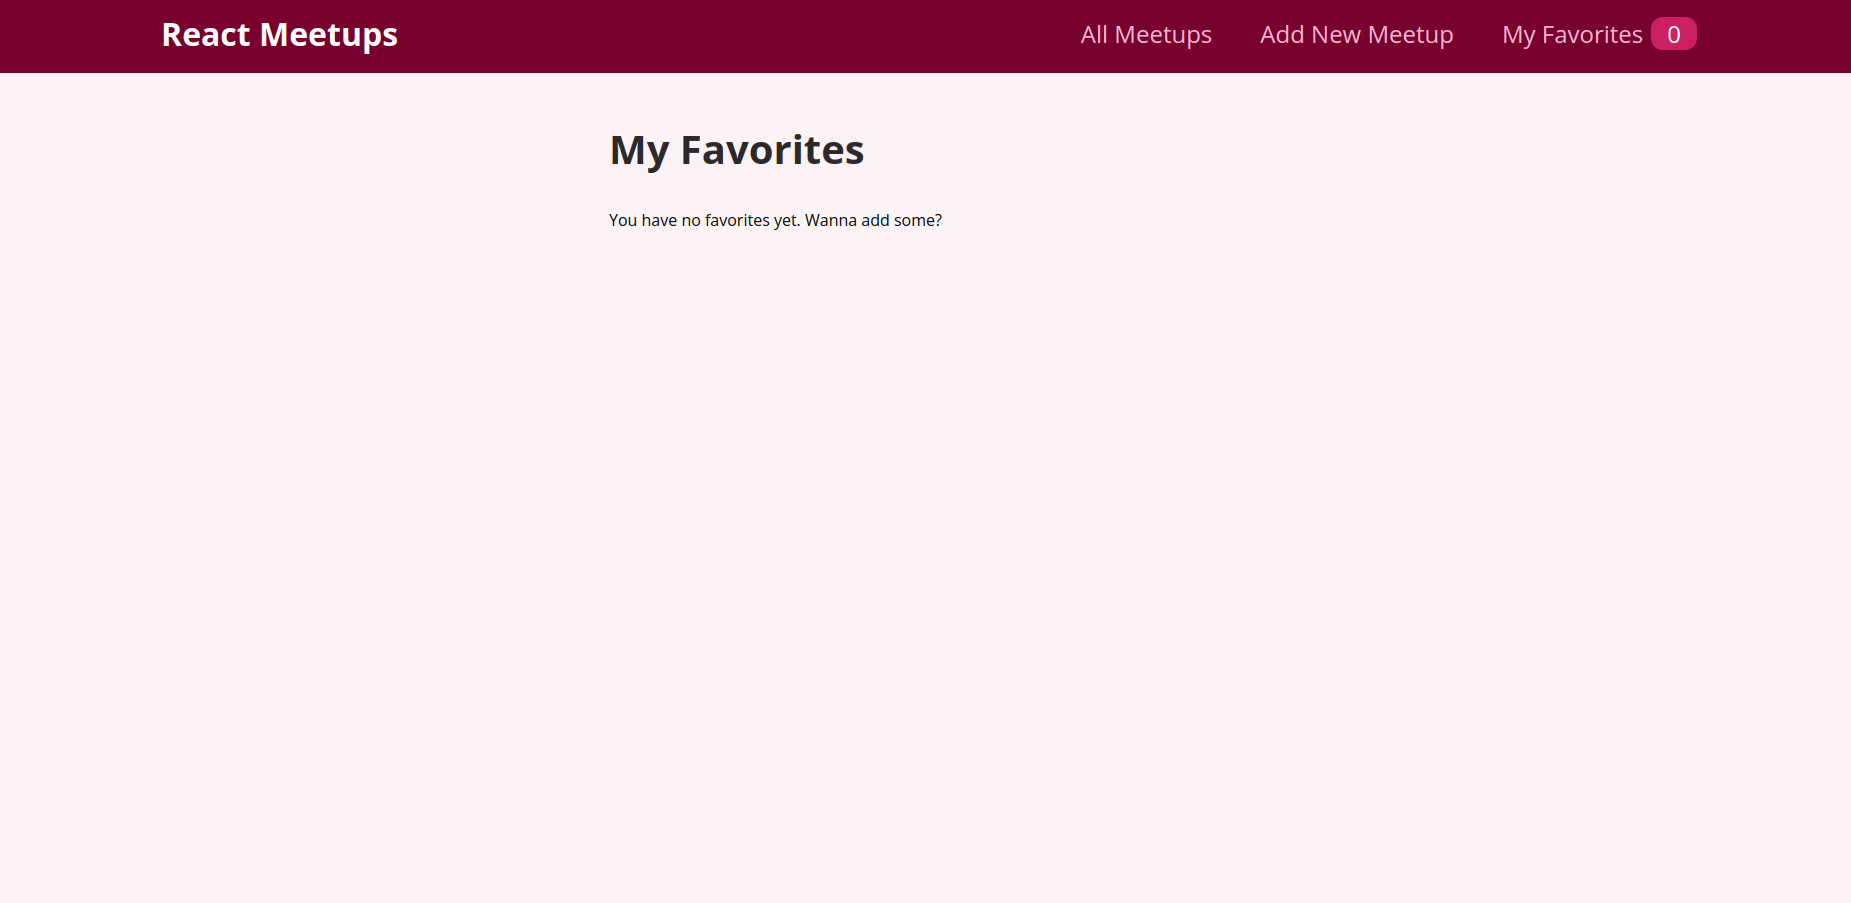 React Meetups
All Meetups
Add New Meetup
My Favorites 0
My Favorites
You have no favorites yet. Wanna add some?